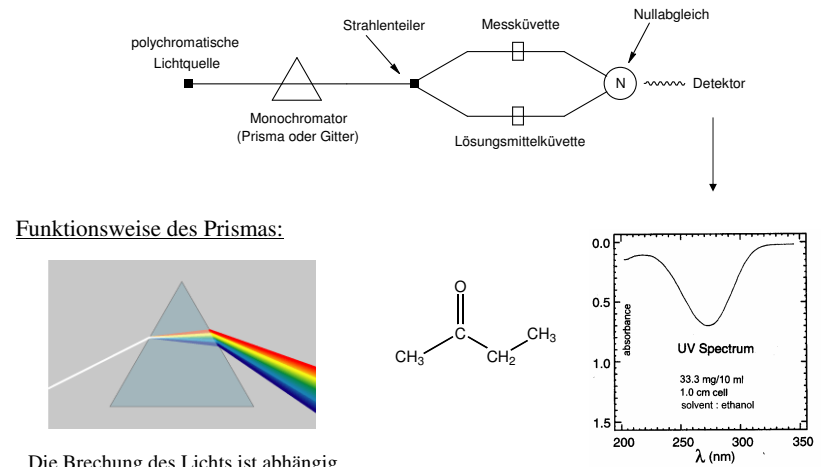 Nullabgleich
Strahlenteiler
Messküvette
polychromatische
Lichtquelle
N
Detektor
Monochromator
(Prisma oder Gitter)
Lösungsmittelküvette
Funktionsweise des Prismas:
O
C
CH3
CH2
CH3
0.0
0.5
1.0
1.5
absorbance
UV Spectrum
33.3 mg/10 ml
1.0 cm cell
solvent : ethanol
200 250 300 350
λ (nm)
Die Brechung des Lichts ist abhängig